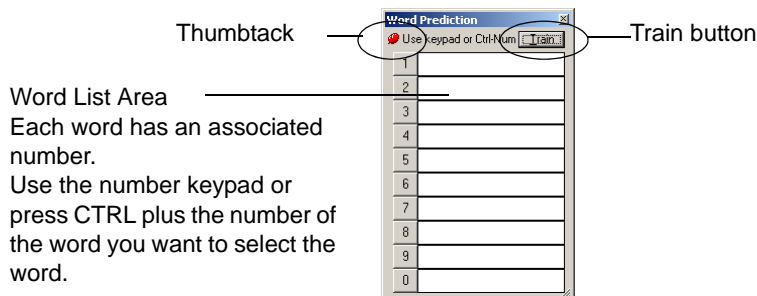 Word Prediction
Thumbtack
Use keypad or Ctrl-Num
Train
Train button
Word List Area
Each word has an associated
number.
Use the number keypad or
press CTRL plus the number of
the word you want to select the
word.
1
2
3
4
5
6
7
8
9
0